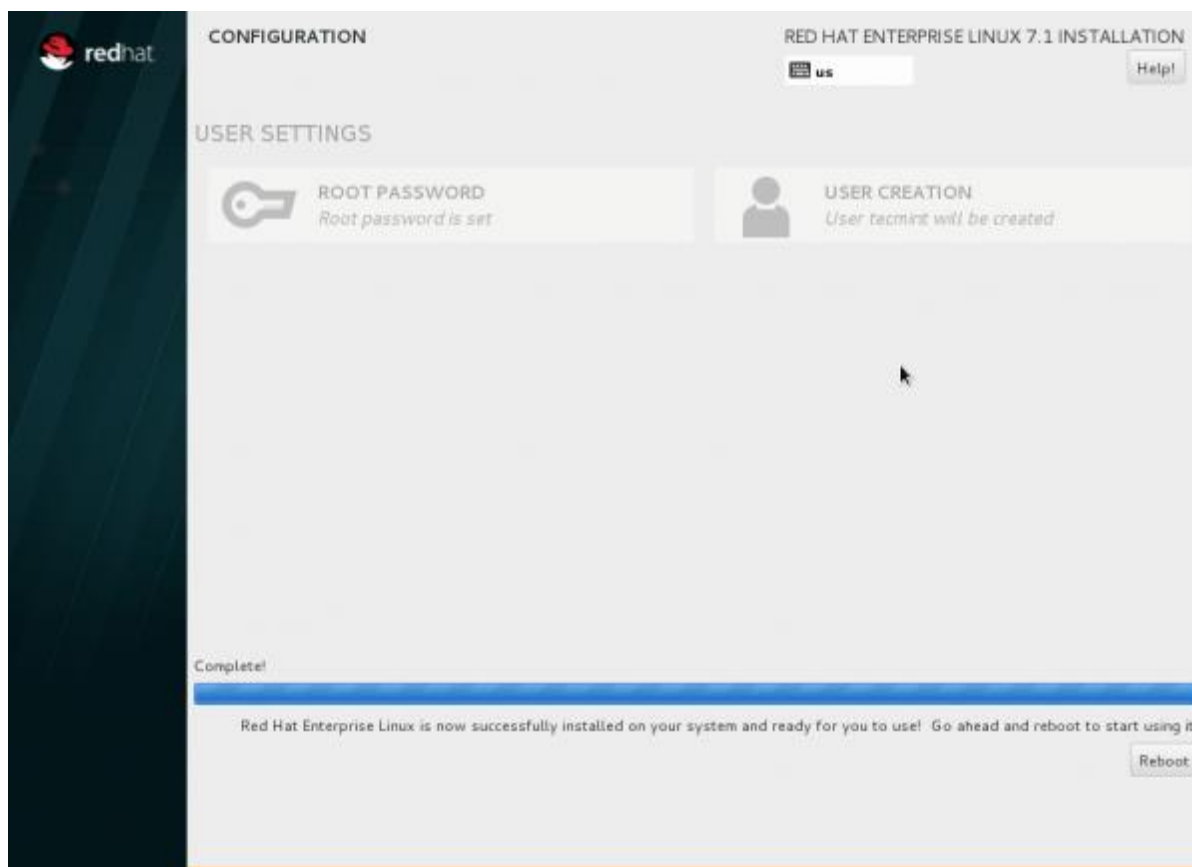 redhat
CONFIGURATION
RED HAT ENTERPRISE LINUX 7.1 INSTALLATION
us
Help!
USER SETTINGS
ROOT PASSWORD
Root password is set
USER CREATION
User tecmint will be created
Complete!
Red Hat Enterprise Linux is now successfully installed on your system and ready for you to use! Go ahead and reboot to start using it
Reboot